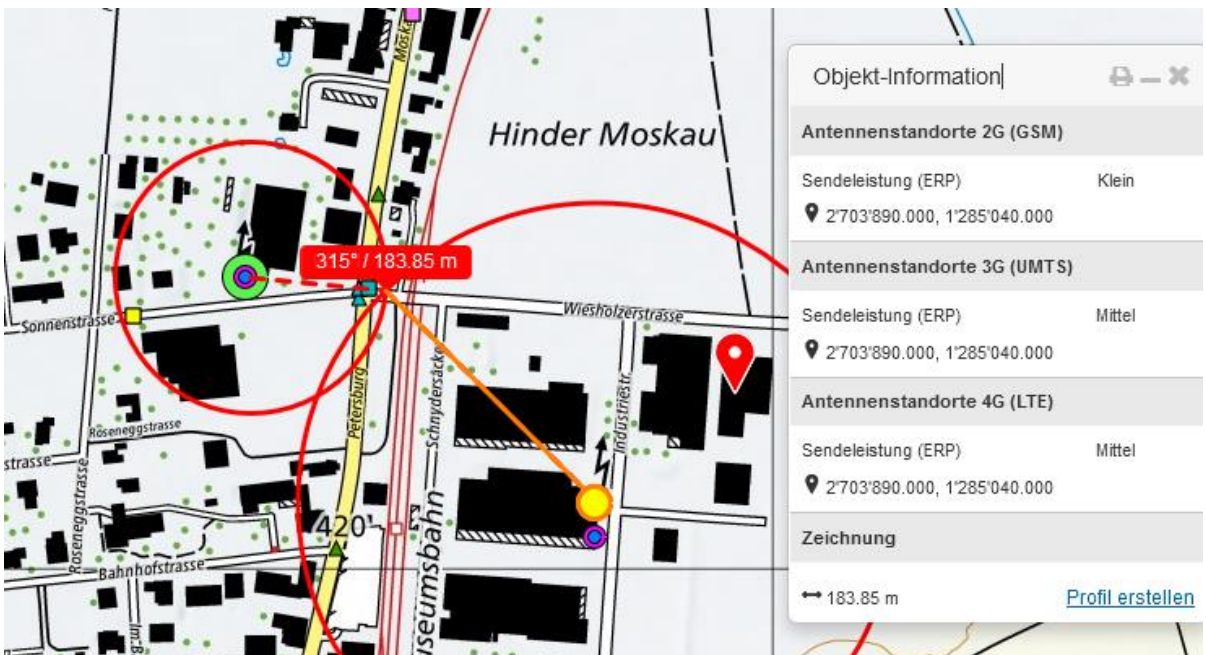 Moska
Hinder Moskau
315° / 183.85 m
Sonnenstrasse
Wiesholzerstrasse
Petersburg
Schnydersäcke
Industriestr.
Röseneggstrasse
strasse
Roseneggstrasse
420
Bahnhofstrasse
useumsbahn
Im.B
Objekt-Information
Antennenstandorte 2G (GSM)
Sendeleistung (ERP) Klein
2'703'890.000, 1'285'040.000
Antennenstandorte 3G (UMTS)
Sendeleistung (ERP) Mittel
2'703'890.000, 1'285'040.000
Antennenstandorte 4G (LTE)
Sendeleistung (ERP) Mittel
2'703'890.000, 1'285'040.000
Zeichnung
183.85 m Profil erstellen